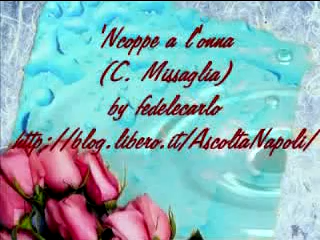 'Ncoppe a l'onna
(C. Missaglia)
by fedelecarlo
http://blog.libero.it/AscoltaNapoli/